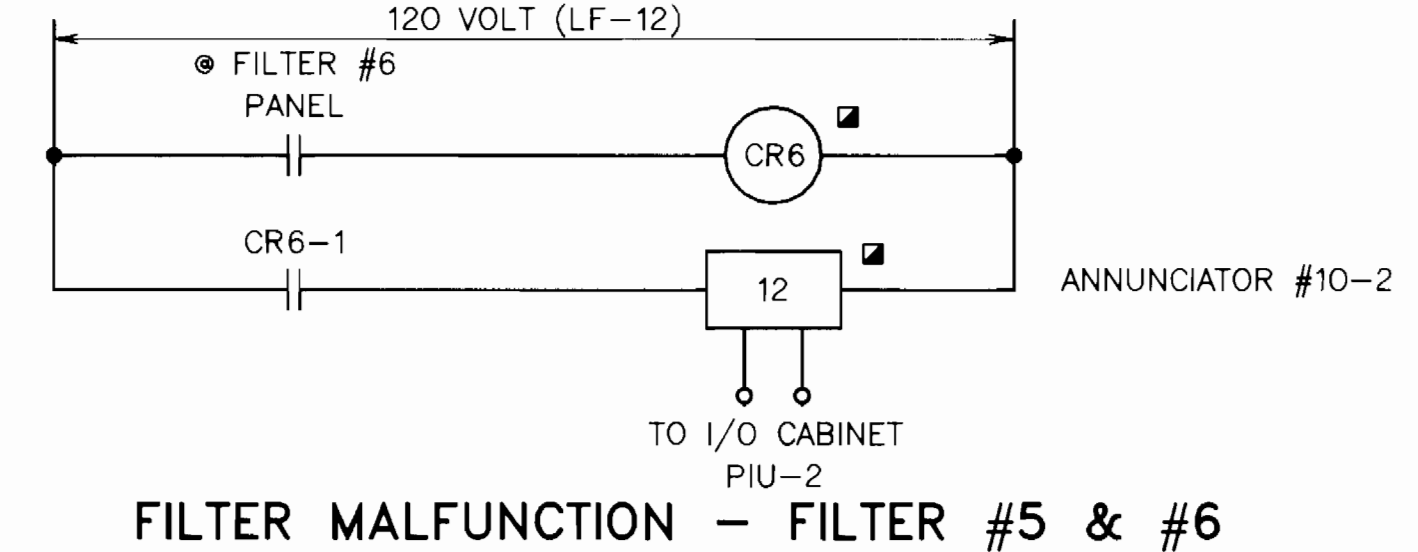 120 VOLT (LF-12)
@ FILTER #6
PANEL
CR6
CR6-1
12
ANNUNCIATOR #10-2
TO I/O CABINET
PIU-2
FILTER MALFUNCTION - FILTER #5 & #6